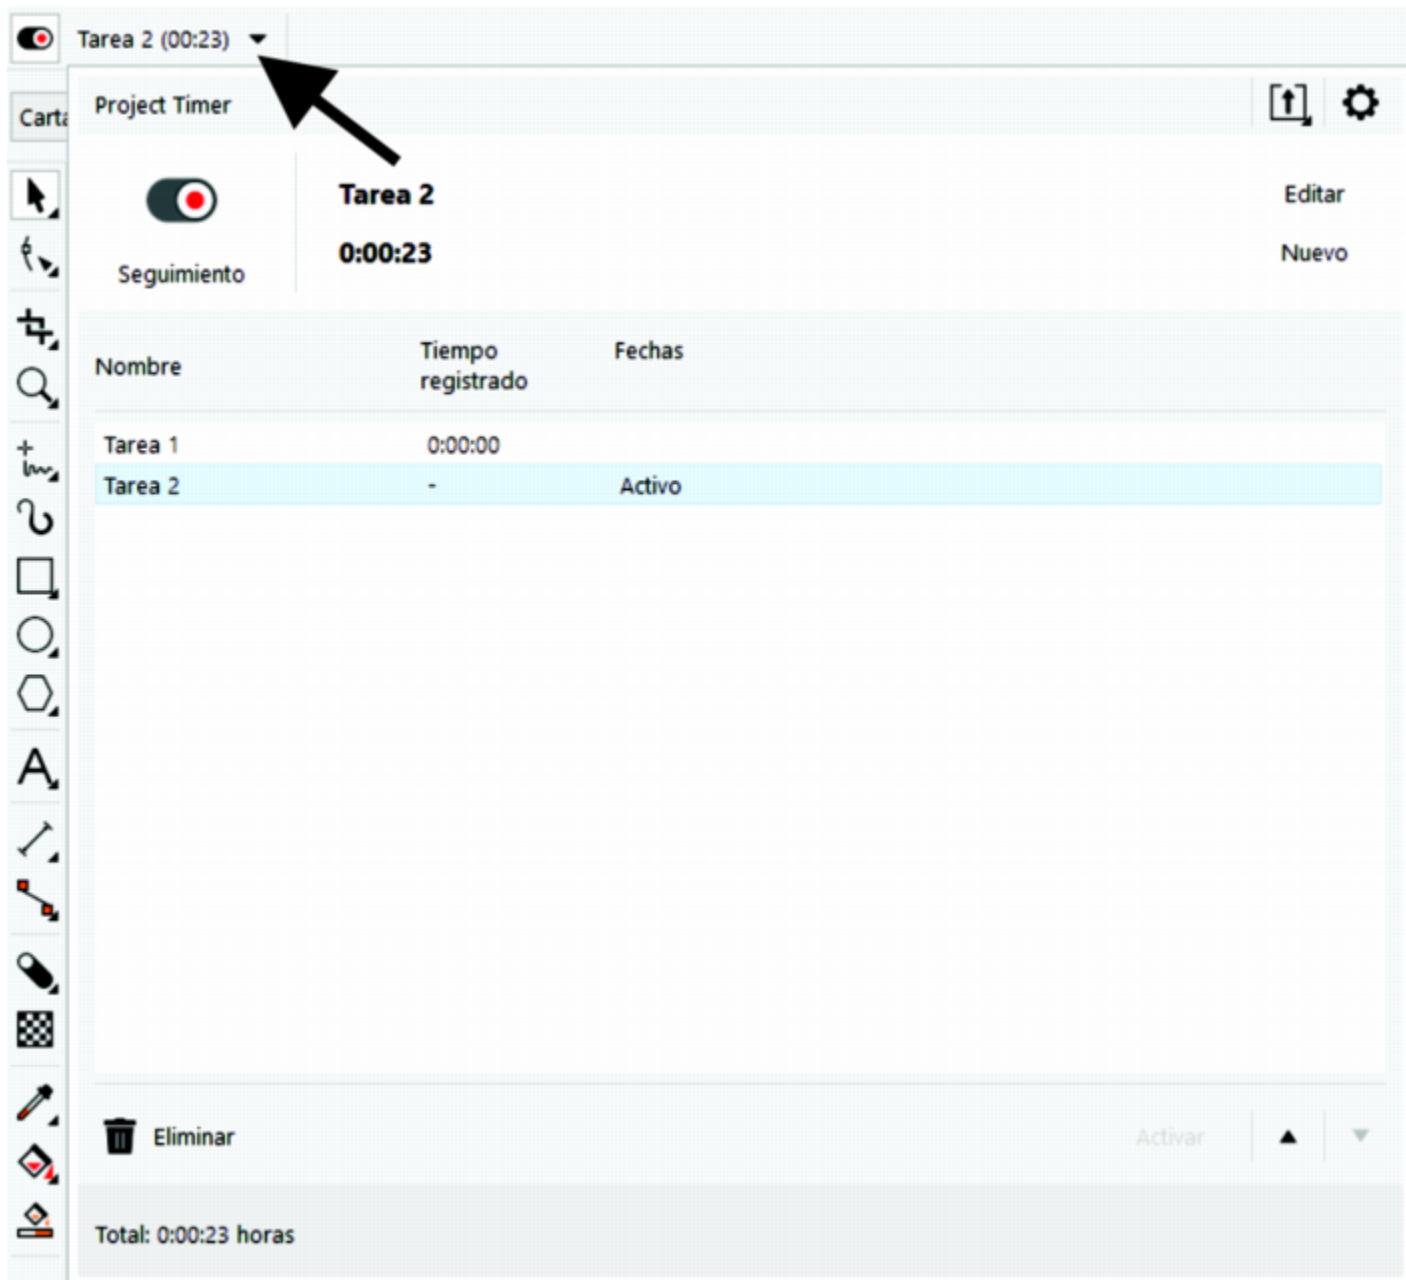 Tarea 2 (00:23)
Project Timer
Carta
Tarea 2
Editar
0:00:23
Nuevo
Seguimiento
Nombre
Tiempo
registrado
Fechas
Tarea 1 0:00:00
Tarea 2 - Activo
Eliminar
Activar
Total: 0:00:23 horas